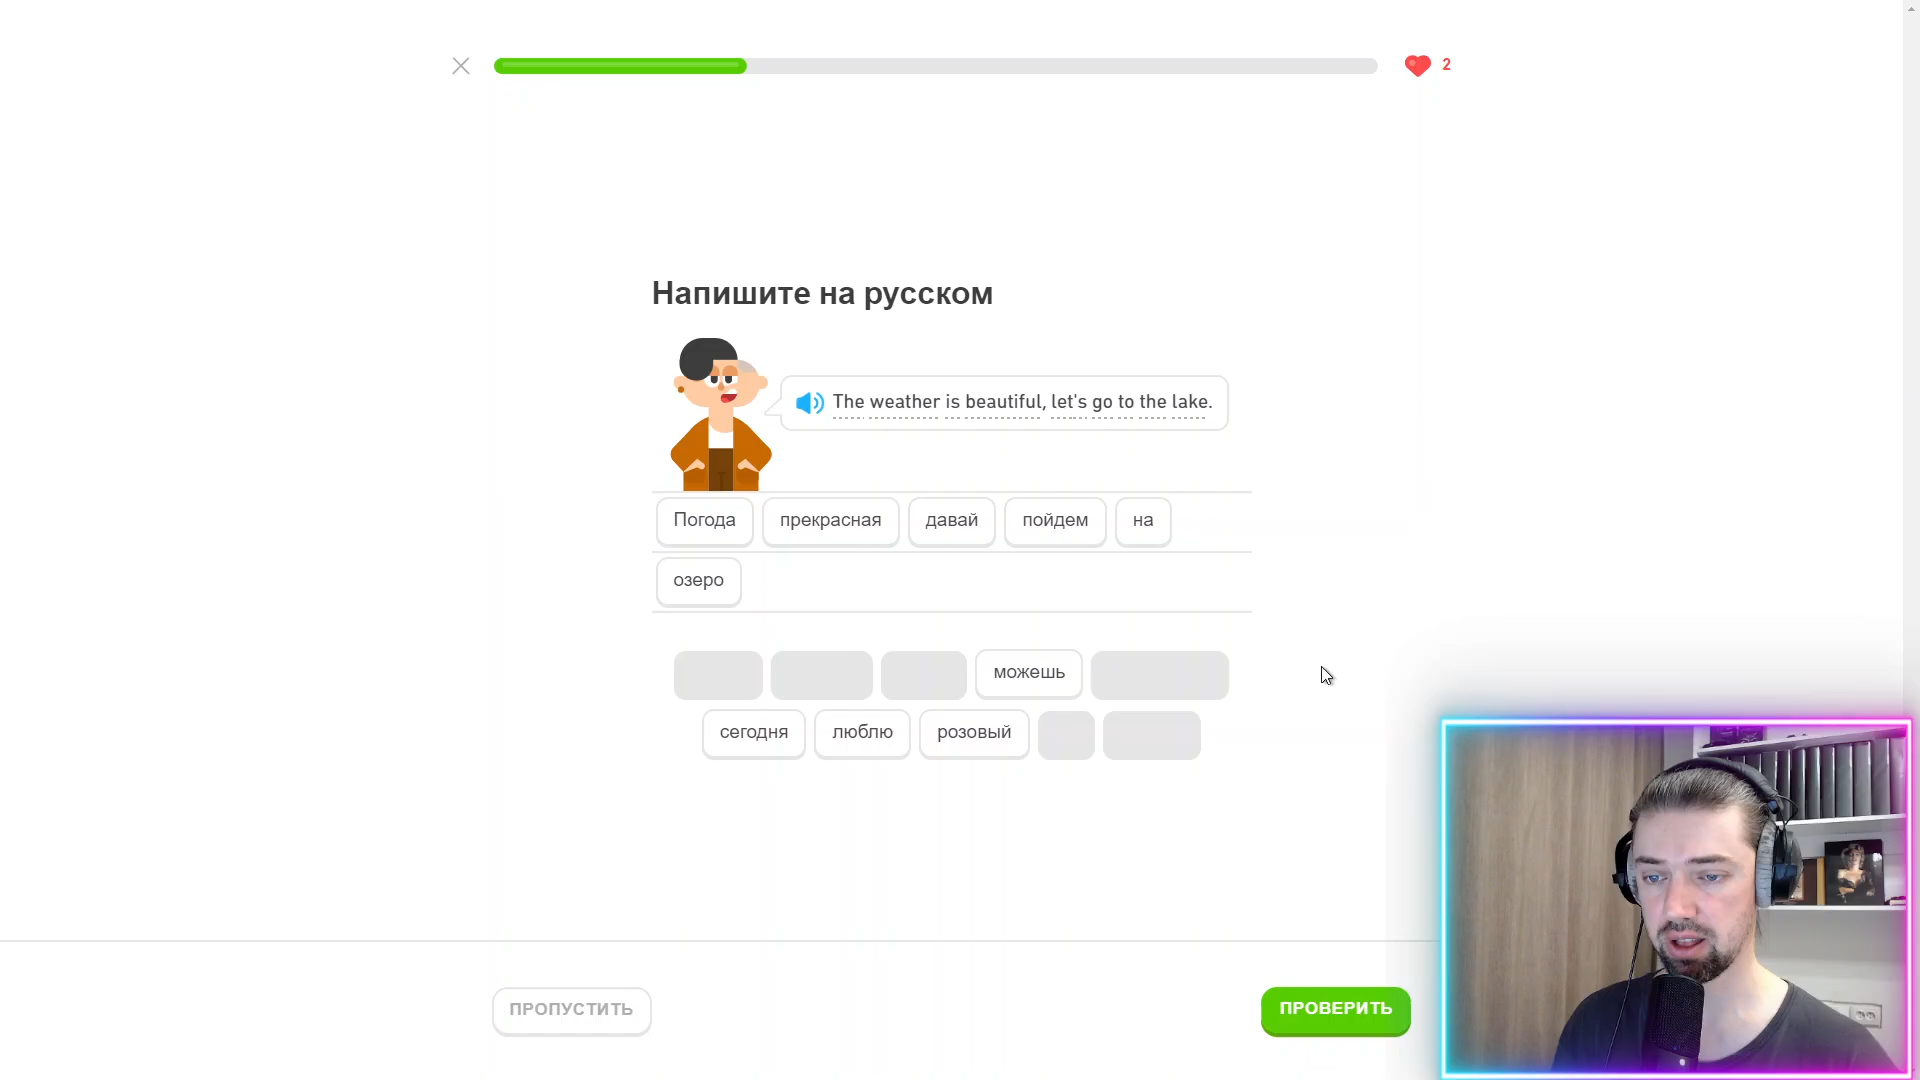 2
Напишите на русском
The weather is beautiful, let's go to the lake.
Погода прекрасная давай пойдем на
озеро
можешь
сегодня люблю розовый
ПРОПУСТИТЬ ПРОВЕРИТЬ